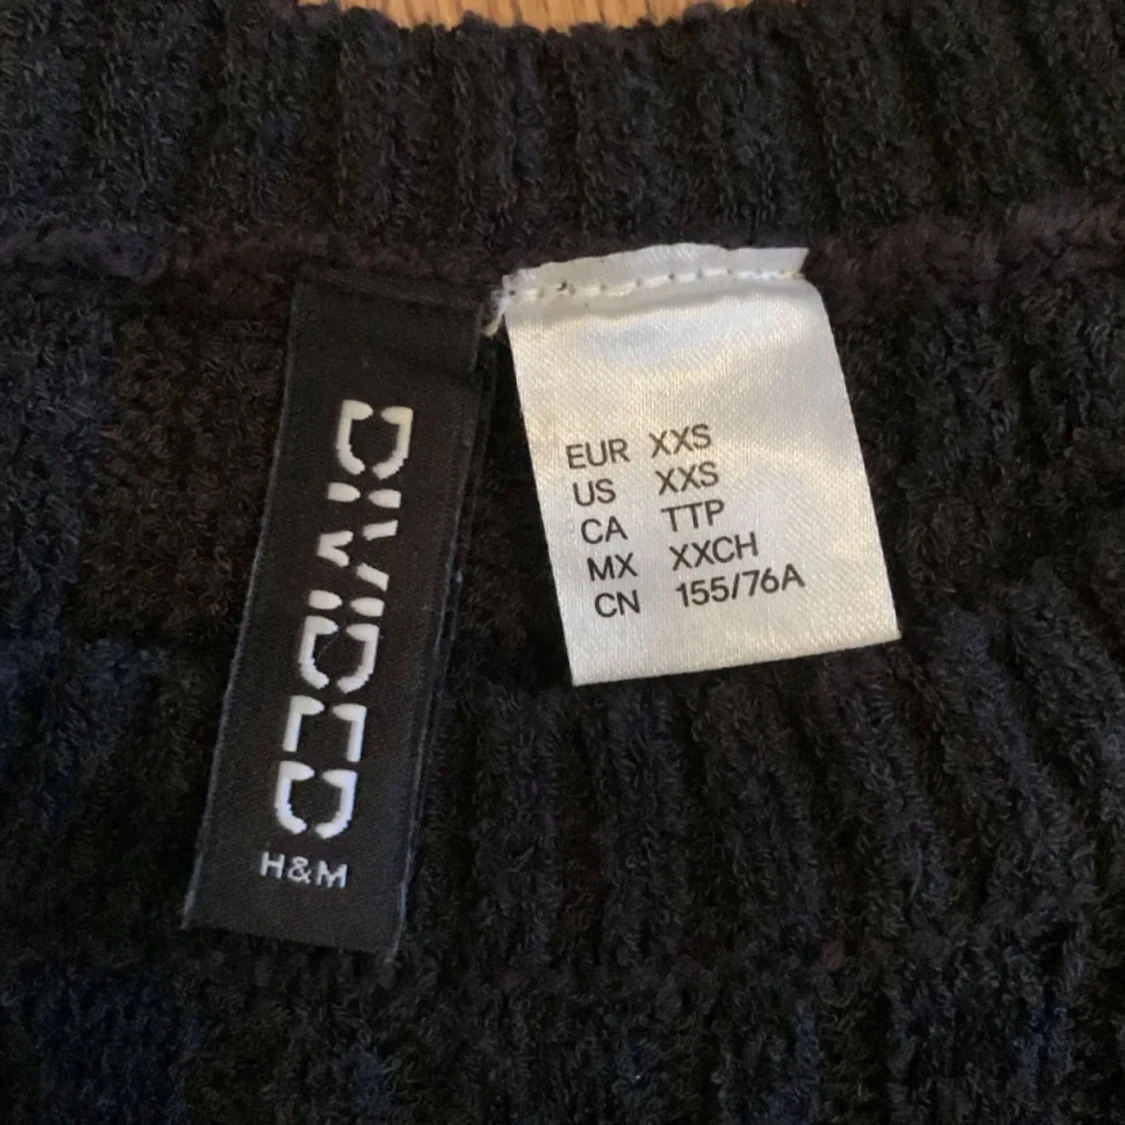 DIVIDED
H&M
EUR XXS
US XXS
CA TTP
MX XXCH
CN 155/76A